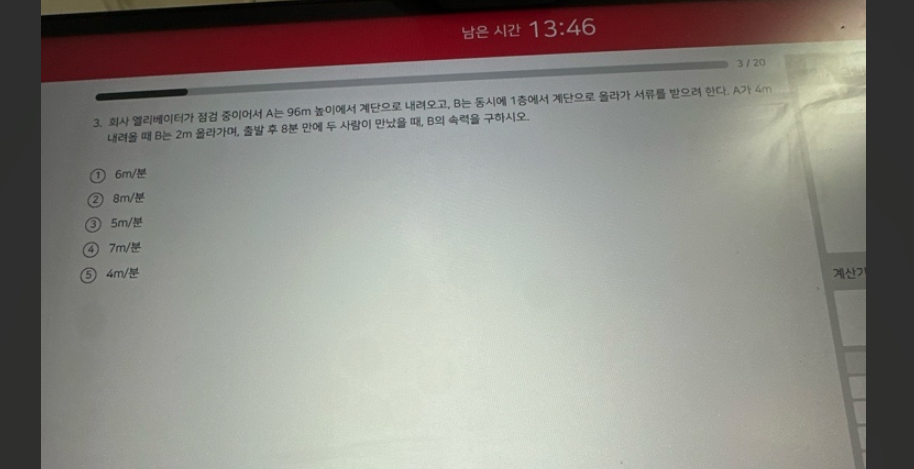 남은 시간 13:46
3 / 20
3. 회사 엘리베이터가 점검 중이어서 A는 96m 높이에서 계단으로 내려오고, B는 동시에 1층에서 계단으로 올라가 서류를 받으려 한다. A가 4m
내려올 때 B는 2m 올라가며, 출발 후 8분 만에 두 사람이 만났을 때, B의 속력을 구하시오.
① 6m/분
② 8m/분
③ 5m/분
④ 7m/분
⑤ 4m/분
계산기